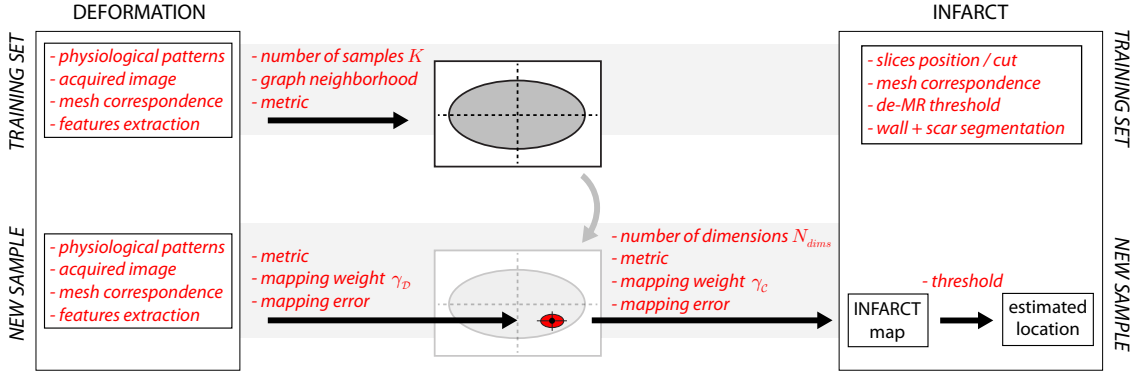 DEFORMATION
INFARCT
TRAINING SET
- physiological patterns
- acquired image
- mesh correspondence
- features extraction
- number of samples K
- graph neighborhood
- metric
- slices position / cut
- mesh correspondence
- de-MR threshold
- wall + scar segmentation
TRAINING SET
NEW SAMPLE
- physiological patterns
- acquired image
- mesh correspondence
- features extraction
- metric
- mapping weight γ_D
- mapping error
- number of dimensions N_dims
- metric
- mapping weight γ_C
- mapping error
- threshold
INFARCT
map
estimated
location
NEW SAMPLE